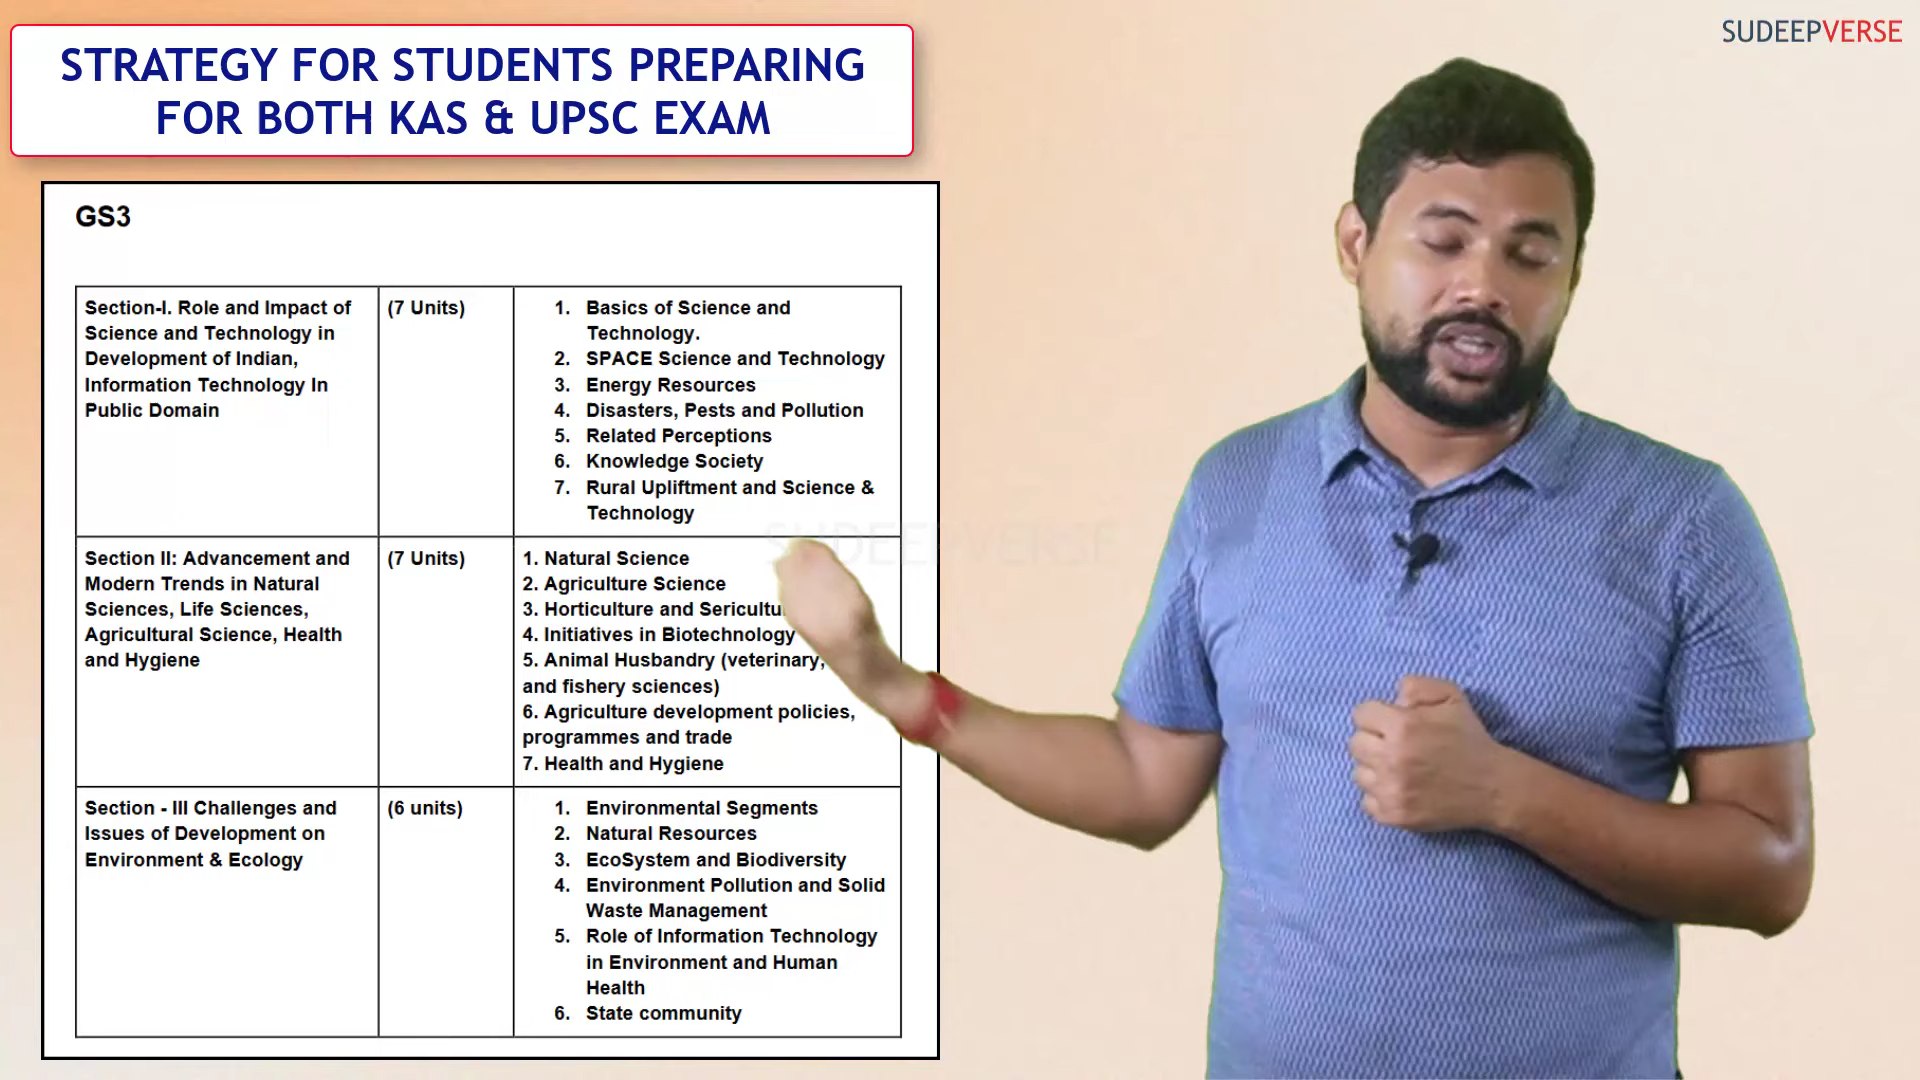 SUDEEPVERSE
STRATEGY FOR STUDENTS PREPARING
FOR BOTH KAS & UPSC EXAM
GS3
Section-I. Role and Impact of
Science and Technology in
Development of Indian,
Information Technology In
Public Domain
(7 Units)
1. Basics of Science and
Technology.
2. SPACE Science and Technology
3. Energy Resources
4. Disasters, Pests and Pollution
5. Related Perceptions
6. Knowledge Society
7. Rural Upliftment and Science &
Technology
SUDEEPVERSE
Section II: Advancement and
Modern Trends in Natural
Sciences, Life Sciences,
Agricultural Science, Health
and Hygiene
(7 Units)
1. Natural Science
2. Agriculture Science
3. Horticulture and
4. Initiatives in Biotechnology
5. Animal Husbandry (veterinary,
and fishery sciences)
6. Agriculture development policies,
programmes and trade
7. Health and Hygiene
Section - III Challenges and
Issues of Development on
Environment & Ecology
(6 units)
1. Environmental Segments
2. Natural Resources
3. EcoSystem and Biodiversity
4. Environment Pollution and Solid
Waste Management
5. Role of Information Technology
in Environment and Human
Health
6. State community